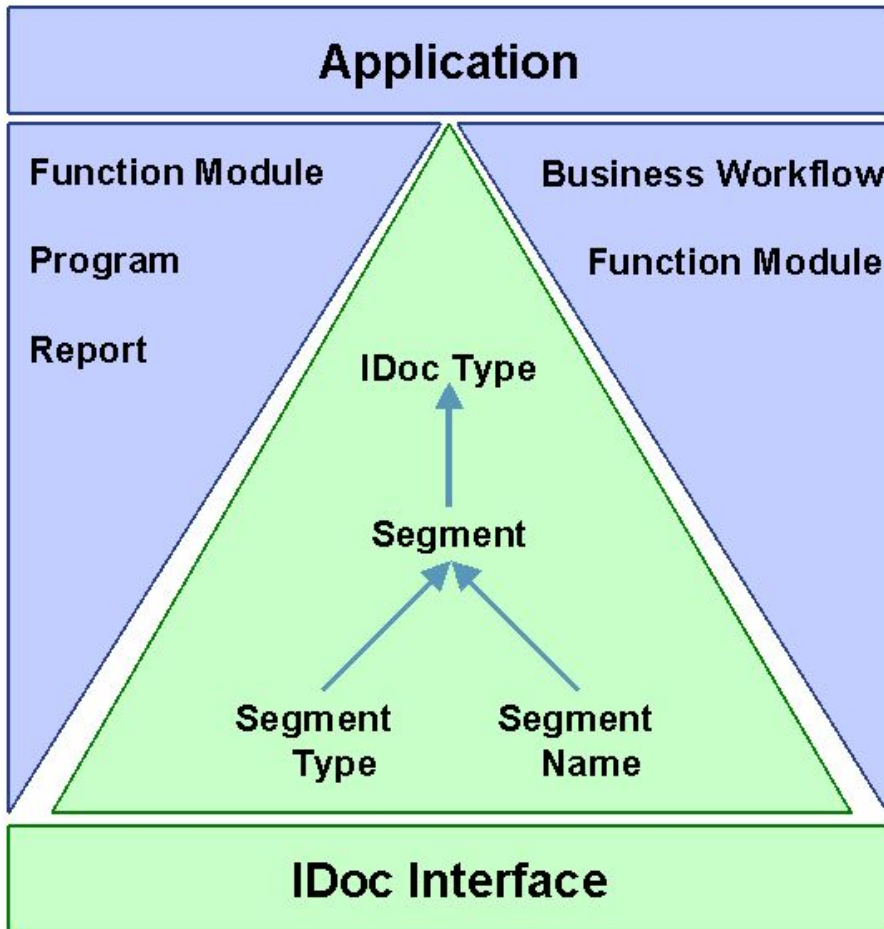 Application
Function Module
Business Workflow
Program
Function Module
Report
IDoc Type
Segment
Segment
Type
Segment
Name
IDoc Interface